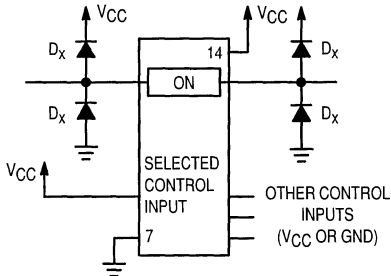 VCC
VCC
VCC
DX
14
DX
ON
DX
DX
SELECTED
CONTROL
INPUT
VCC
OTHER CONTROL
INPUTS
(VCC OR GND)
7